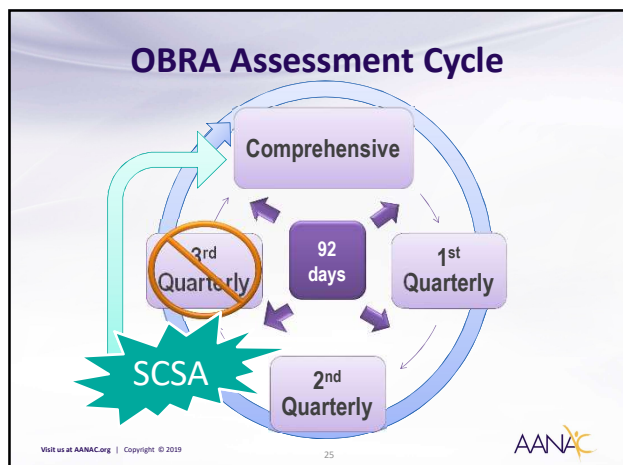 OBRA Assessment Cycle
Comprehensive
92
days
1st
Quarterly
2nd
Quarterly
3rd
Quarterly
SCSA
Visit us at AANAC.org | Copyright © 2019
25
AANAC